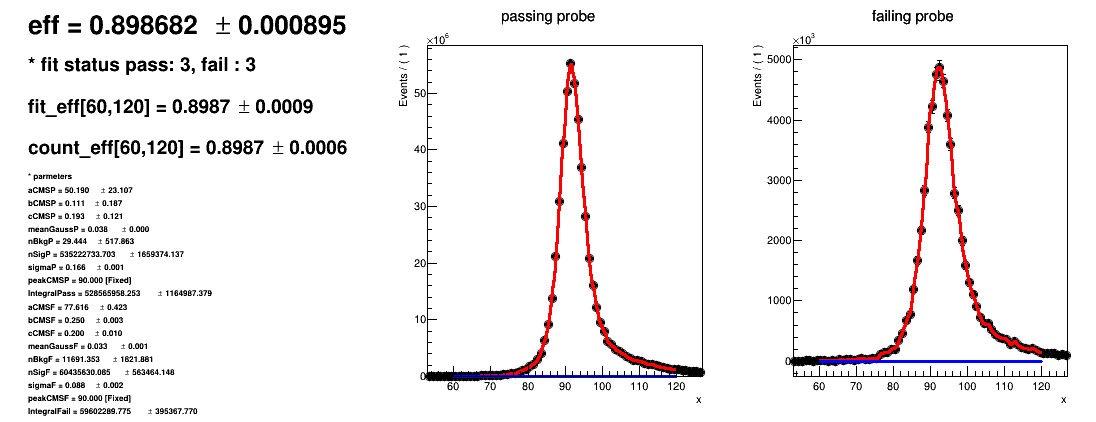 eff = 0.898682 ± 0.000895
* fit status pass: 3, fail : 3
fit_eff[60,120] = 0.8987 ± 0.0009
count_eff[60,120] = 0.8987 ± 0.0006
* parmeters
aCMSP = 50.190 ± 23.107
bCMSP = 0.111 ± 0.187
cCMSP = 0.193 ± 0.121
meanGaussP = 0.038 ± 0.000
nBkgP = 29.444 ± 517.863
nSigP = 535222733.703 ± 1659374.137
sigmaP = 0.166 ± 0.001
peakCMSP = 90.000 [Fixed]
IntegralPass = 528565958.253 ± 1164987.379
aCMSF = 77.616 ± 0.423
bCMSF = 0.250 ± 0.003
cCMSF = 0.200 ± 0.010
meanGaussF = 0.033 ± 0.001
nBkgF = 11691.353 ± 1821.881
nSigF = 60435630.085 ± 563464.148
sigmaF = 0.088 ± 0.002
peakCMSF = 90.000 [Fixed]
IntegralFail = 59602289.775 ± 395367.770
passing probe
×10⁶
Events / ( 1 )
50
40
30
20
10
0
60 70 80 90 100 110 120
x
failing probe
×10³
Events / ( 1 )
5000
4000
3000
2000
1000
0
60 70 80 90 100 110 120
x